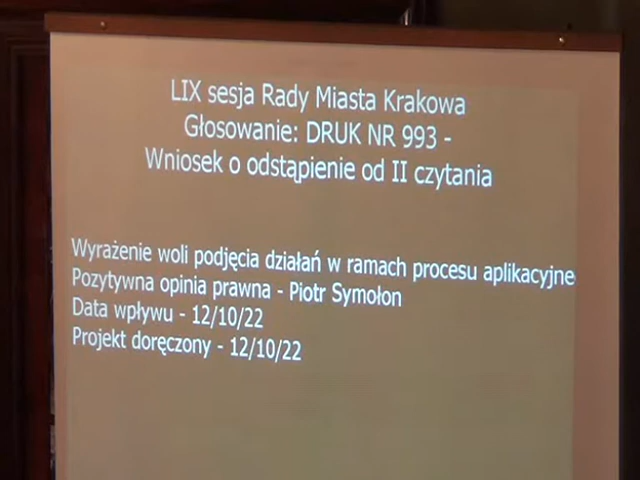 LIX sesja Rady Miasta Krakowa
Głosowanie: DRUK NR 993 -
Wniosek o odstąpienie od II czytania
Wyrażenie woli podjęcia działań w ramach procesu aplikacyjne
Pozytywna opinia prawna - Piotr Symołon
Data wpływu - 12/10/22
Projekt doręczony - 12/10/22